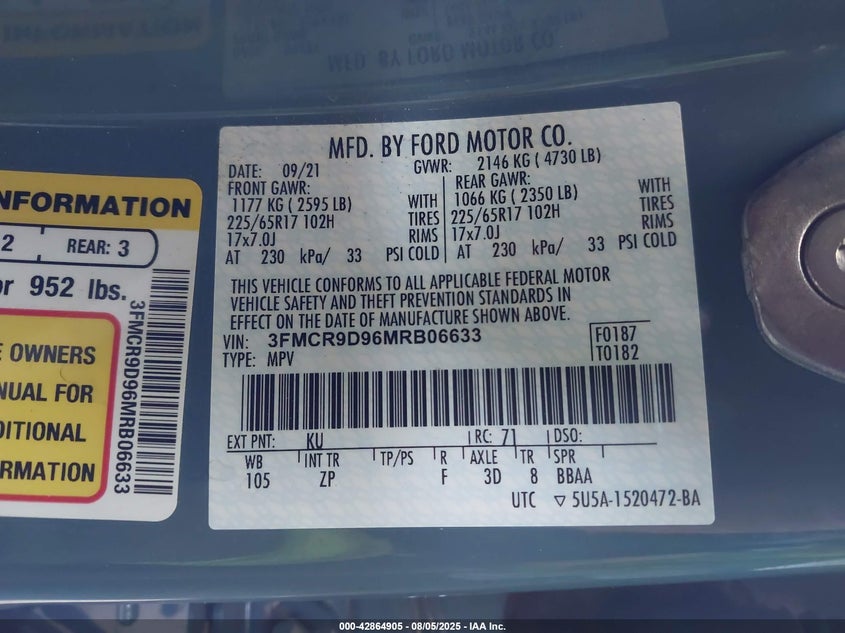 NFORMATION
2
REAR: 3
or 952 lbs.
3FMCR9D96MRB06633
E OWNERS
NUAL FOR
DITIONAL
ORMATION
MFD. BY FORD MOTOR CO.
DATE: 09/21 GVWR: 2146 KG ( 4730 LB)
FRONT GAWR: REAR GAWR:
1177 KG ( 2595 LB) WITH 1066 KG ( 2350 LB) WITH
225/65R17 102H TIRES 225/65R17 102H TIRES
17x7.0J RIMS 17x7.0J RIMS
AT 230 kPa/ 33 PSI COLD AT 230 kPa/ 33 PSI COLD
THIS VEHICLE CONFORMS TO ALL APPLICABLE FEDERAL MOTOR
VEHICLE SAFETY AND THEFT PREVENTION STANDARDS IN
EFFECT ON THE DATE OF MANUFACTURE SHOWN ABOVE.
VIN: 3FMCR9D96MRB06633 F0187
TYPE: MPV T0182
EXT PNT: KU RC: 71 DSO:
WB INT TR TP/PS R AXLE TR SPR
105 ZP F 3D 8 BBAA
UTC ▽ 5U5A-1520472-BA
000-42864905 - 08/05/2025 - IAA Inc.